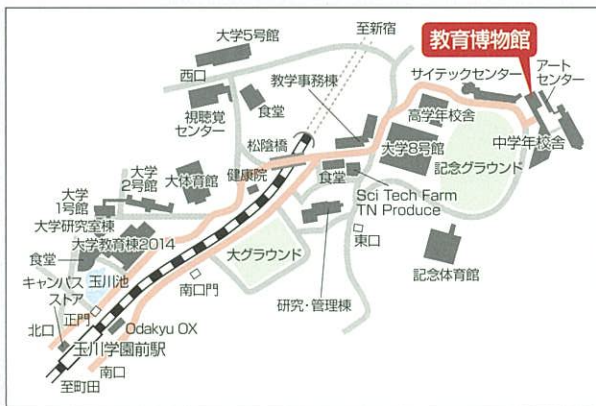 至新宿
大学5号館
教育博物館
西口
教学事務棟
サイテックセンター
アート
センター
食堂
視聴覚
センター
高学年校舎
松陰橋
大学8号館
中学年校舎
大学
2号館
大体育館
健康院
食堂
記念グラウンド
大学
1号館
Sci Tech Farm
TN Produce
大学研究室棟
大学教育棟2014
東口
食堂
大グラウンド
玉川池
記念体育館
キャンパス
ストア
南口門
研究・管理棟
正門
北口
Odakyu OX
玉川学園前駅
南口
至町田